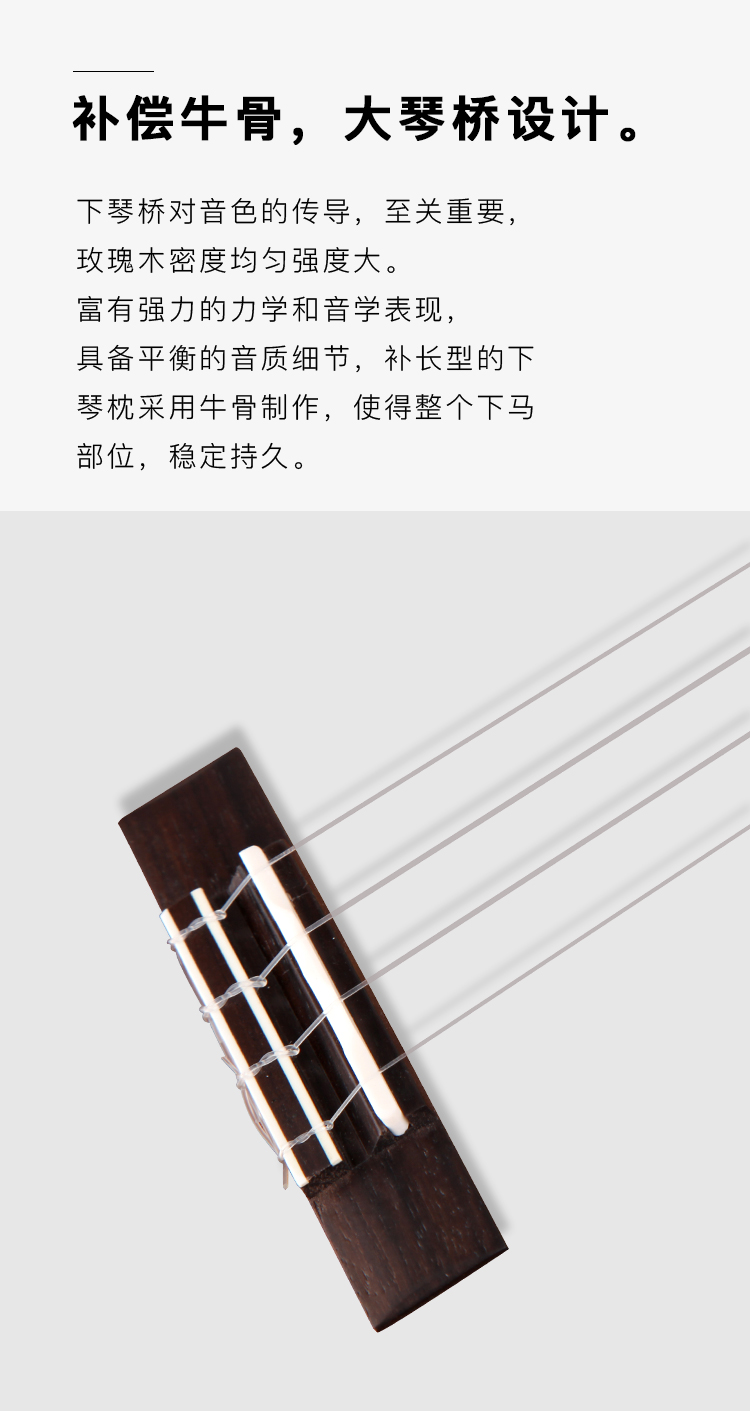 补偿牛骨，大琴桥设计。
下琴桥对音色的传导，至关重要，
玫瑰木密度均匀强度大。
富有强力的力学和音学表现，
具备平衡的音质细节，补长型的下
琴枕采用牛骨制作，使得整个下马
部位，稳定持久。